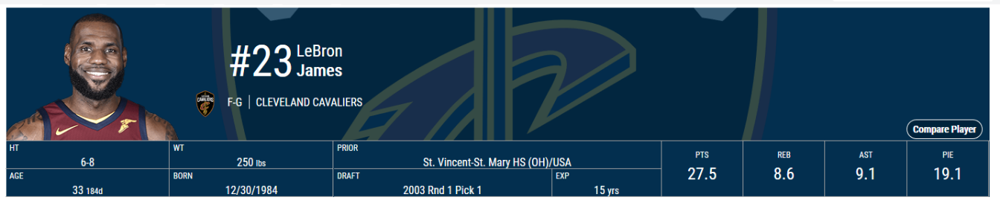 #23 LeBron
James
CAVALIERS
F-G | CLEVELAND CAVALIERS
Compare Player
HT
6-8
WT
250 lbs
PRIOR
St. Vincent-St. Mary HS (OH)/USA
PTS
27.5
REB
8.6
AST
9.1
PIE
19.1
AGE
33 184d
BORN
12/30/1984
DRAFT
2003 Rnd 1 Pick 1
EXP
15 yrs